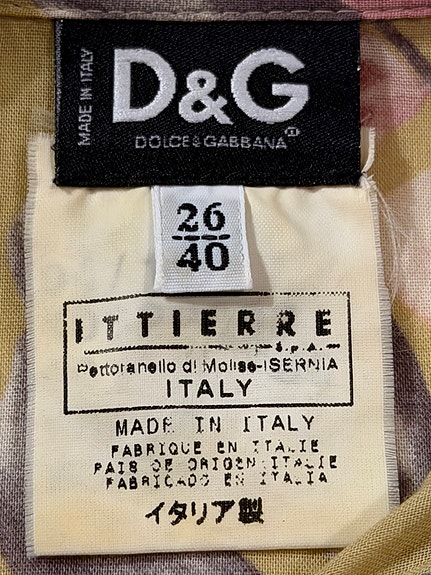 MADE IN ITALY
D&G
DOLCE&GABBANA
26
40
ITTIERRE
S.p.A.
Pettoranello di Molise-ISERNIA
ITALY
MADE IN ITALY
FABRIQUE EN ITALIE
PAIS DE ORIGEN:ITALIE
FABRICADO EN ITALIA
イタリア製